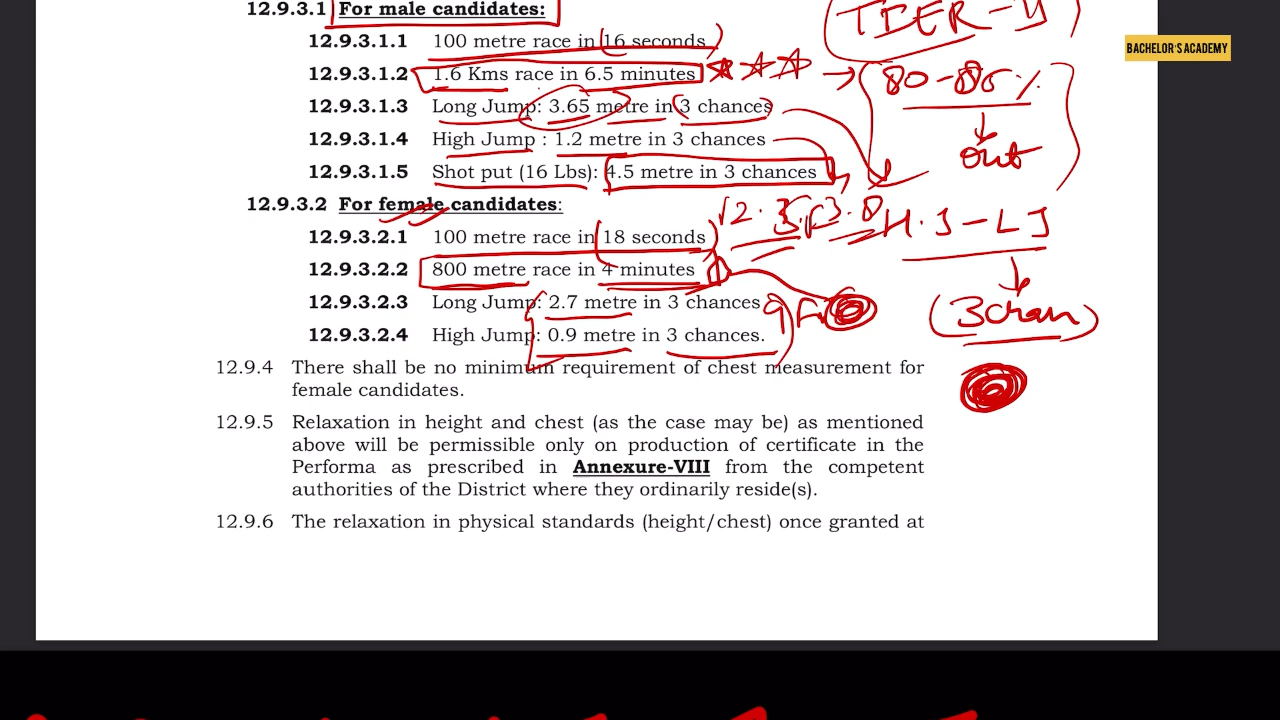 12.9.3.1 For male candidates:
TIER-II
BACHELOR'S ACADEMY
12.9.3.1.1 100 metre race in 16 seconds
12.9.3.1.2 1.6 Kms race in 6.5 minutes
80-85%
12.9.3.1.3 Long Jump: 3.65 metre in 3 chances
12.9.3.1.4 High Jump : 1.2 metre in 3 chances
out
12.9.3.1.5 Shot put (16 Lbs): 4.5 metre in 3 chances
12.9.3.2 For female candidates:
H.J-LJ
12.9.3.2.1 100 metre race in 18 seconds
12.9.3.2.2 800 metre race in 4 minutes
12.9.3.2.3 Long Jump: 2.7 metre in 3 chances
(3chan)
12.9.3.2.4 High Jump: 0.9 metre in 3 chances.
12.9.4 There shall be no minimum requirement of chest measurement for
female candidates.
12.9.5 Relaxation in height and chest (as the case may be) as mentioned
above will be permissible only on production of certificate in the
Performa as prescribed in Annexure-VIII from the competent
authorities of the District where they ordinarily reside(s).
12.9.6 The relaxation in physical standards (height/chest) once granted at